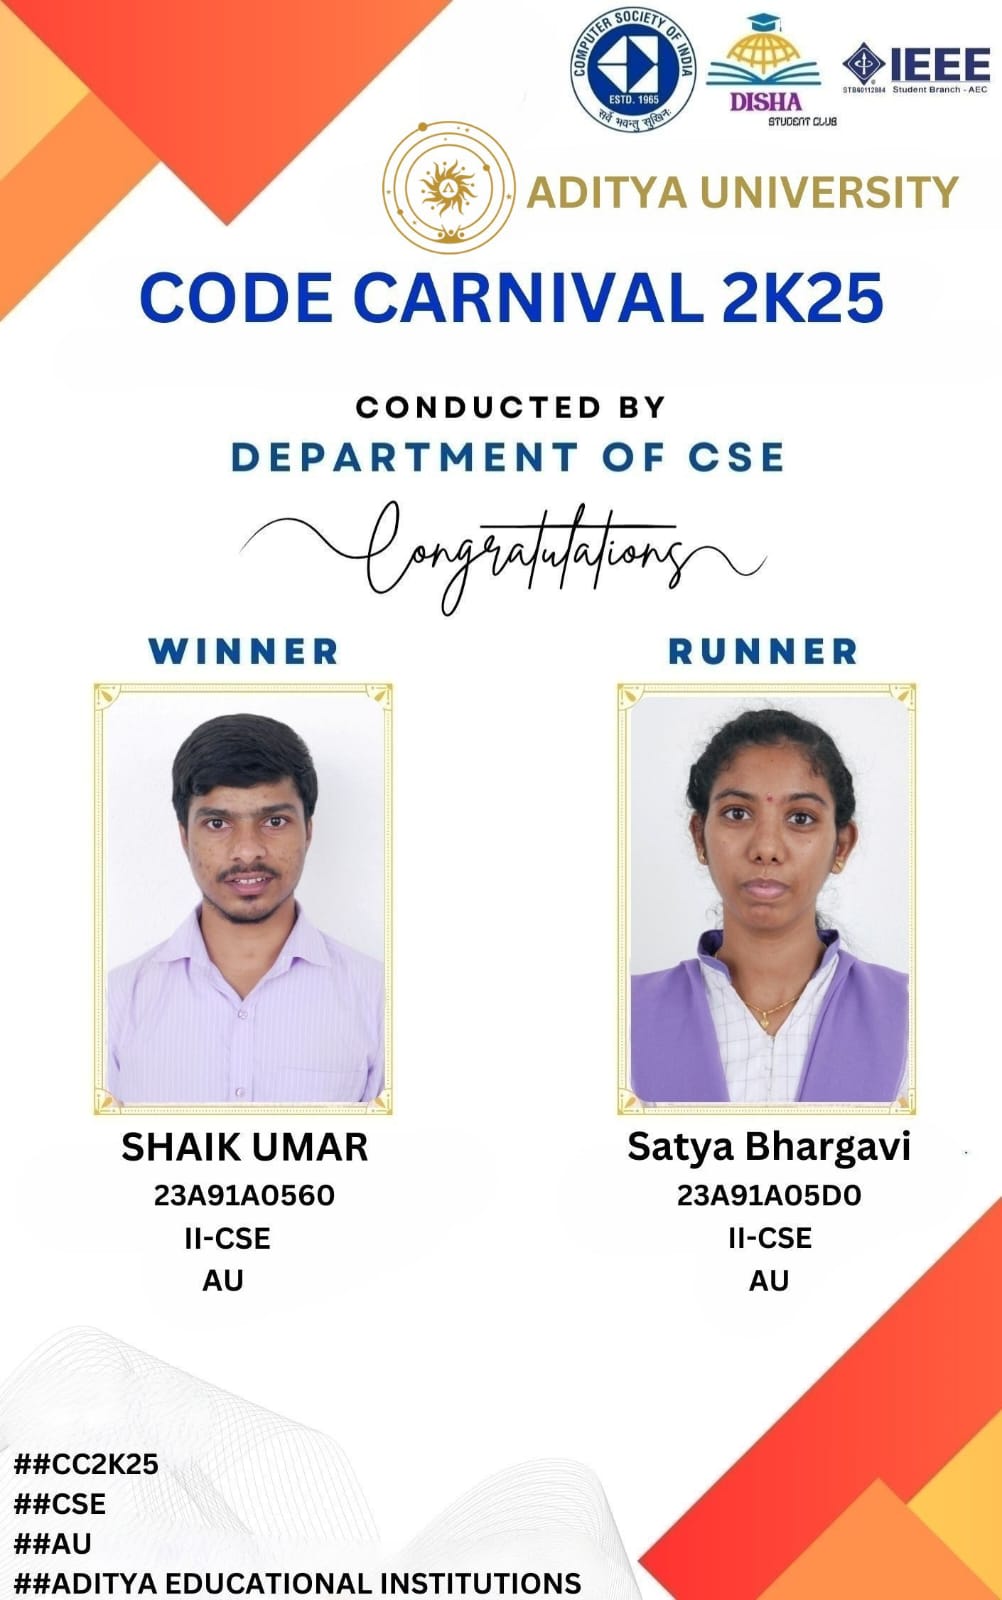 COMPUTER SOCIETY OF INDIA
ESTD. 1965
सर्वे भवन्तु सुखिनः
DISHA
STUDENT CLUB
IEEE
STB60112884 Student Branch - AEC
ADITYA UNIVERSITY
CODE CARNIVAL 2K25
CONDUCTED BY
DEPARTMENT OF CSE
Congratulations
WINNER
RUNNER
SHAIK UMAR
23A91A0560
II-CSE
AU
Satya Bhargavi
23A91A05D0
II-CSE
AU
##CC2K25
##CSE
##AU
##ADITYA EDUCATIONAL INSTITUTIONS